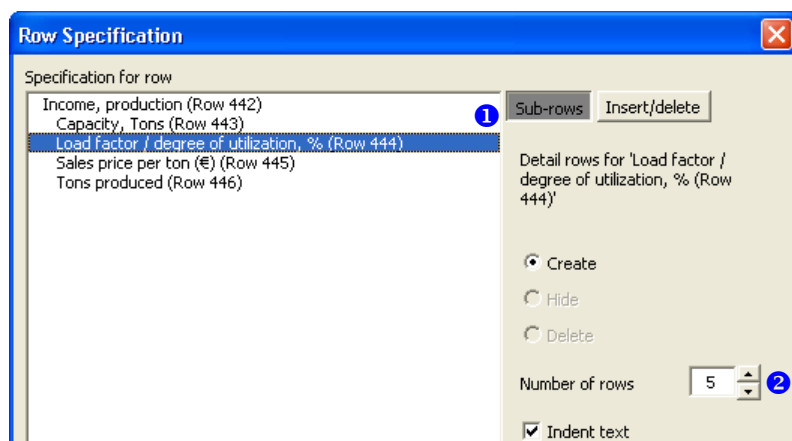 Row Specification
Specification for row
Income, production (Row 442)
Capacity, Tons (Row 443)
Load factor / degree of utilization, % (Row 444)
Sales price per ton (€) (Row 445)
Tons produced (Row 446)
1 Sub-rows Insert/delete
Detail rows for 'Load factor /
degree of utilization, % (Row
444)'
Create
Hide
Delete
Number of rows 5 2
Indent text